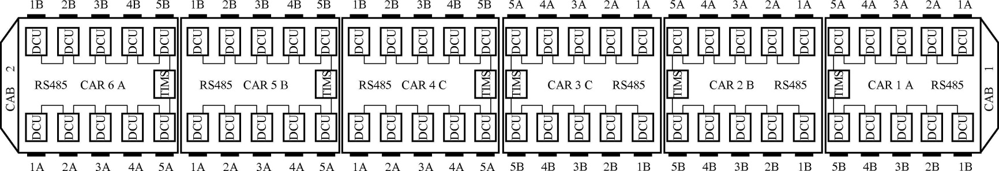 1B 2B 3B 4B 5B 1B 2B 3B 4B 5B 1B 2B 3B 4B 5B 5A 4A 3A 2A 1A 5A 4A 3A 2A 1A 5A 4A 3A 2A 1A
DCU DCU DCU DCU DCU DCU DCU DCU DCU DCU DCU DCU DCU DCU DCU DCU DCU DCU DCU DCU DCU DCU DCU DCU DCU DCU DCU DCU DCU DCU
CAB 2 RS485 CAR 6 A TIMS RS485 CAR 5 B TIMS RS485 CAR 4 C TIMS TIMS CAR 3 C RS485 TIMS CAR 2 B RS485 TIMS CAR 1 A RS485 CAB 1
DCU DCU DCU DCU DCU DCU DCU DCU DCU DCU DCU DCU DCU DCU DCU DCU DCU DCU DCU DCU DCU DCU DCU DCU DCU DCU DCU DCU DCU DCU
1A 2A 3A 4A 5A 1A 2A 3A 4A 5A 1A 2A 3A 4A 5A 5B 4B 3B 2B 1B 5B 4B 3B 2B 1B 5B 4B 3B 2B 1B